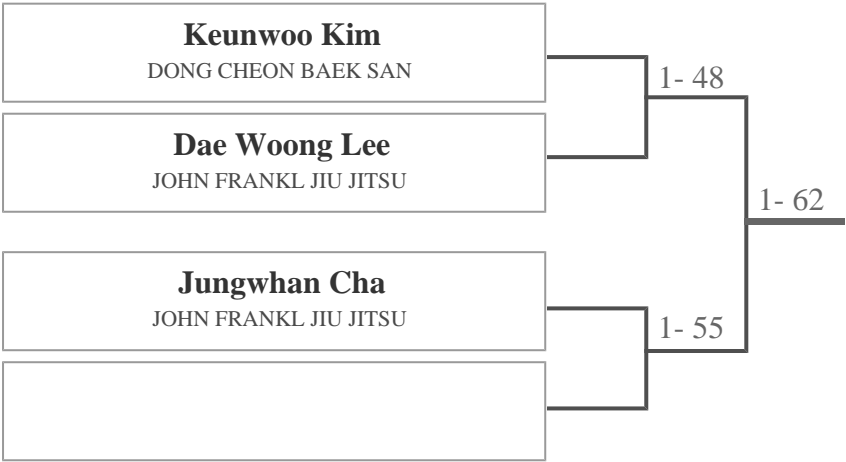 Keunwoo Kim
DONG CHEON BAEK SAN
1- 48
Dae Woong Lee
JOHN FRANKL JIU JITSU
1- 62
Jungwhan Cha
JOHN FRANKL JIU JITSU
1- 55